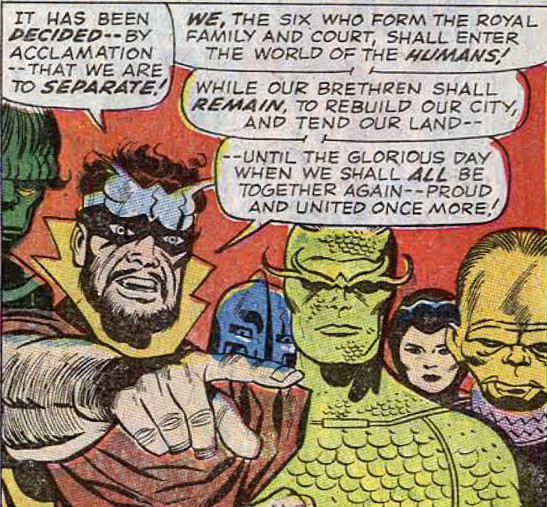 IT HAS BEEN
DECIDED--BY
ACCLAMATION
--THAT WE ARE
TO SEPARATE!
WE, THE SIX WHO FORM THE ROYAL
FAMILY AND COURT, SHALL ENTER
THE WORLD OF THE HUMANS!
WHILE OUR BRETHREN SHALL
REMAIN, TO REBUILD OUR CITY,
AND TEND OUR LAND--
--UNTIL THE GLORIOUS DAY
WHEN WE SHALL ALL BE
TOGETHER AGAIN--PROUD
AND UNITED ONCE MORE!